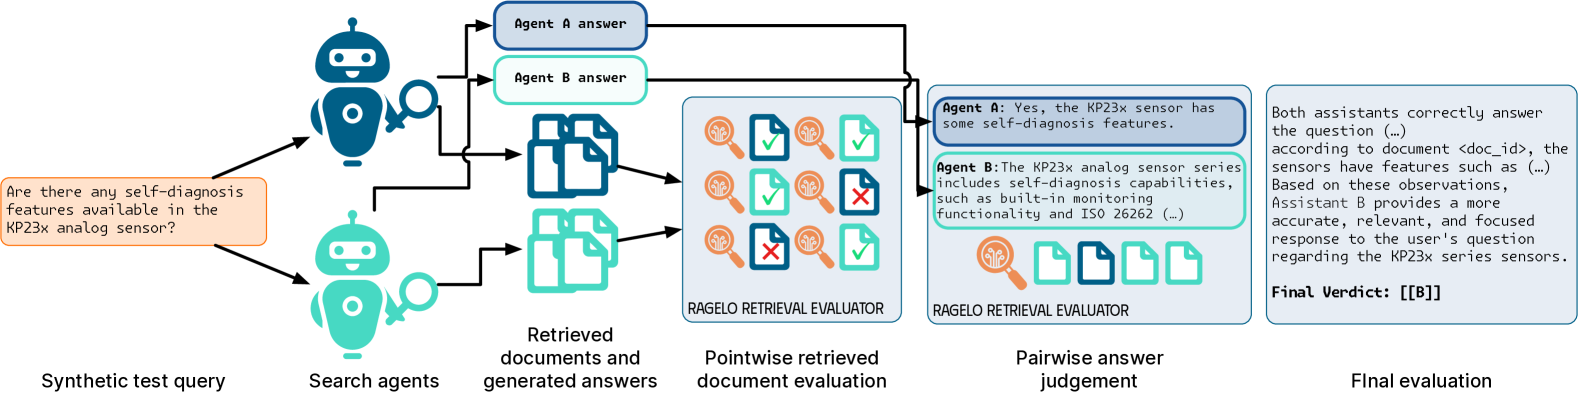 Agent A answer
Agent B answer
Are there any self-diagnosis
features available in the
KP23x analog sensor?
RAGELO RETRIEVAL EVALUATOR
Agent A: Yes, the KP23x sensor has
some self-diagnosis features.
Agent B:The KP23x analog sensor series
includes self-diagnosis capabilities,
such as built-in monitoring
functionality and ISO 26262 (…)
RAGELO RETRIEVAL EVALUATOR
Both assistants correctly answer
the question (…)
according to document <doc_id>, the
sensors have features such as (…)
Based on these observations,
Assistant B provides a more
accurate, relevant, and focused
response to the user's question
regarding the KP23x series sensors.
Final Verdict: [[B]]
Synthetic test query
Search agents
Retrieved
documents and
generated answers
Pointwise retrieved
document evaluation
Pairwise answer
judgement
FInal evaluation